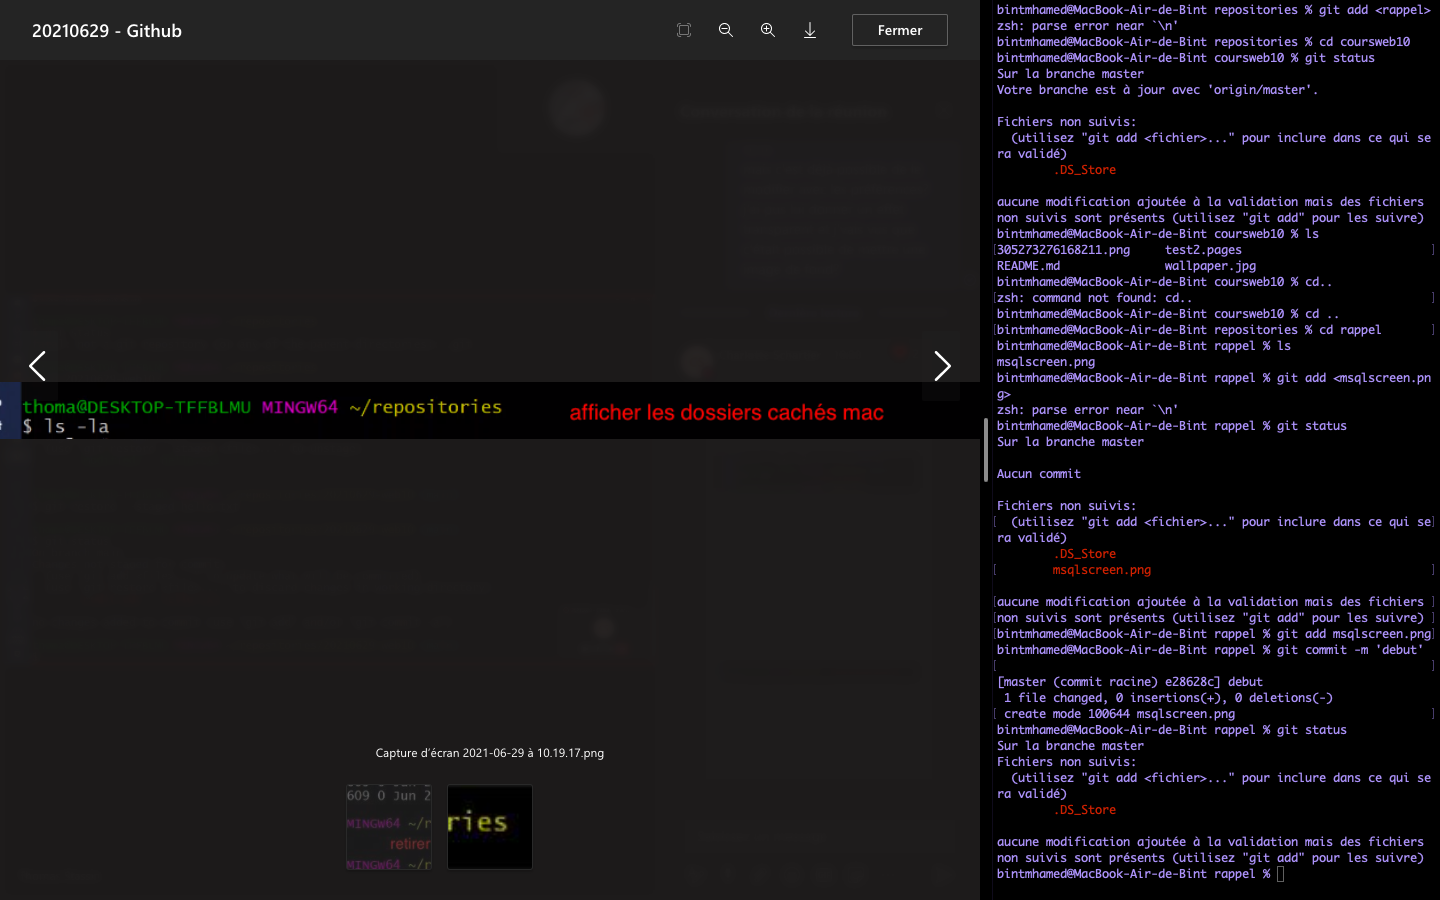 20210629 - Github
Fermer
thoma@DESKTOP-TFFBLMU MINGW64 ~/repositories
$ ls -la
afficher les dossiers cachés mac
Capture d'écran 2021-06-29 à 10.19.17.png
609 0 Jun 2
MINGW64 ~/r
retirer
MINGW64 ~/r
ries
bintmhamed@MacBook-Air-de-Bint repositories % git add <rappel>
zsh: parse error near `\n'
bintmhamed@MacBook-Air-de-Bint repositories % cd coursweb10
bintmhamed@MacBook-Air-de-Bint coursweb10 % git status
Sur la branche master
Votre branche est à jour avec 'origin/master'.
Fichiers non suivis:
(utilisez "git add <fichier>..." pour inclure dans ce qui se
ra validé)
.DS_Store
aucune modification ajoutée à la validation mais des fichiers
non suivis sont présents (utilisez "git add" pour les suivre)
bintmhamed@MacBook-Air-de-Bint coursweb10 % ls
[305273276168211.png test2.pages ]
README.md wallpaper.jpg
bintmhamed@MacBook-Air-de-Bint coursweb10 % cd..
[zsh: command not found: cd.. ]
bintmhamed@MacBook-Air-de-Bint coursweb10 % cd ..
[bintmhamed@MacBook-Air-de-Bint repositories % cd rappel ]
bintmhamed@MacBook-Air-de-Bint rappel % ls
msqlscreen.png
bintmhamed@MacBook-Air-de-Bint rappel % git add <msqlscreen.pn
g>
zsh: parse error near `\n'
bintmhamed@MacBook-Air-de-Bint rappel % git status
Sur la branche master
Aucun commit
Fichiers non suivis:
[ (utilisez "git add <fichier>..." pour inclure dans ce qui se]
ra validé)
.DS_Store
[ msqlscreen.png ]
[aucune modification ajoutée à la validation mais des fichiers ]
[non suivis sont présents (utilisez "git add" pour les suivre) ]
[bintmhamed@MacBook-Air-de-Bint rappel % git add msqlscreen.png]
bintmhamed@MacBook-Air-de-Bint rappel % git commit -m 'debut'
[ ]
[master (commit racine) e28628c] debut
1 file changed, 0 insertions(+), 0 deletions(-)
[ create mode 100644 msqlscreen.png ]
bintmhamed@MacBook-Air-de-Bint rappel % git status
Sur la branche master
Fichiers non suivis:
(utilisez "git add <fichier>..." pour inclure dans ce qui se
ra validé)
.DS_Store
aucune modification ajoutée à la validation mais des fichiers
non suivis sont présents (utilisez "git add" pour les suivre)
bintmhamed@MacBook-Air-de-Bint rappel %